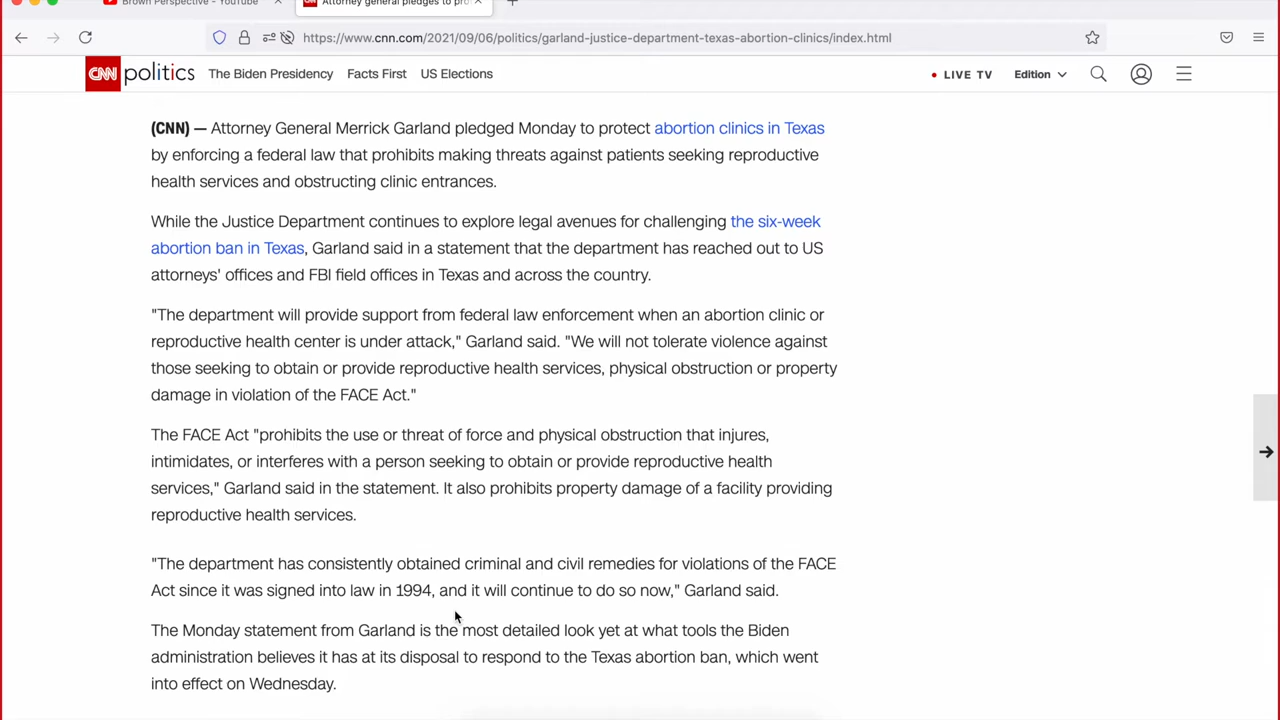 Brown Perspective - YouTube
Attorney general pledges to pro
https://www.cnn.com/2021/09/06/politics/garland-justice-department-texas-abortion-clinics/index.html
CNN politics The Biden Presidency Facts First US Elections LIVE TV Edition
(CNN) — Attorney General Merrick Garland pledged Monday to protect abortion clinics in Texas
by enforcing a federal law that prohibits making threats against patients seeking reproductive
health services and obstructing clinic entrances.
While the Justice Department continues to explore legal avenues for challenging the six-week
abortion ban in Texas, Garland said in a statement that the department has reached out to US
attorneys' offices and FBI field offices in Texas and across the country.
"The department will provide support from federal law enforcement when an abortion clinic or
reproductive health center is under attack," Garland said. "We will not tolerate violence against
those seeking to obtain or provide reproductive health services, physical obstruction or property
damage in violation of the FACE Act."
The FACE Act "prohibits the use or threat of force and physical obstruction that injures,
intimidates, or interferes with a person seeking to obtain or provide reproductive health
services," Garland said in the statement. It also prohibits property damage of a facility providing
reproductive health services.
"The department has consistently obtained criminal and civil remedies for violations of the FACE
Act since it was signed into law in 1994, and it will continue to do so now," Garland said.
The Monday statement from Garland is the most detailed look yet at what tools the Biden
administration believes it has at its disposal to respond to the Texas abortion ban, which went
into effect on Wednesday.